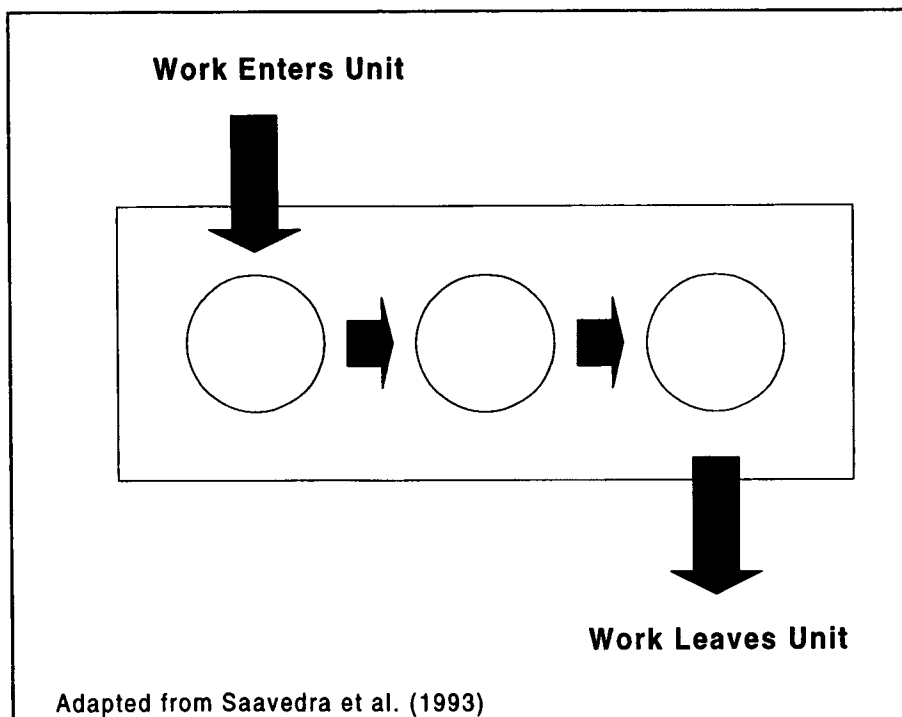 Work Enters Unit
Work Leaves Unit
Adapted from Saavedra et al. (1993)